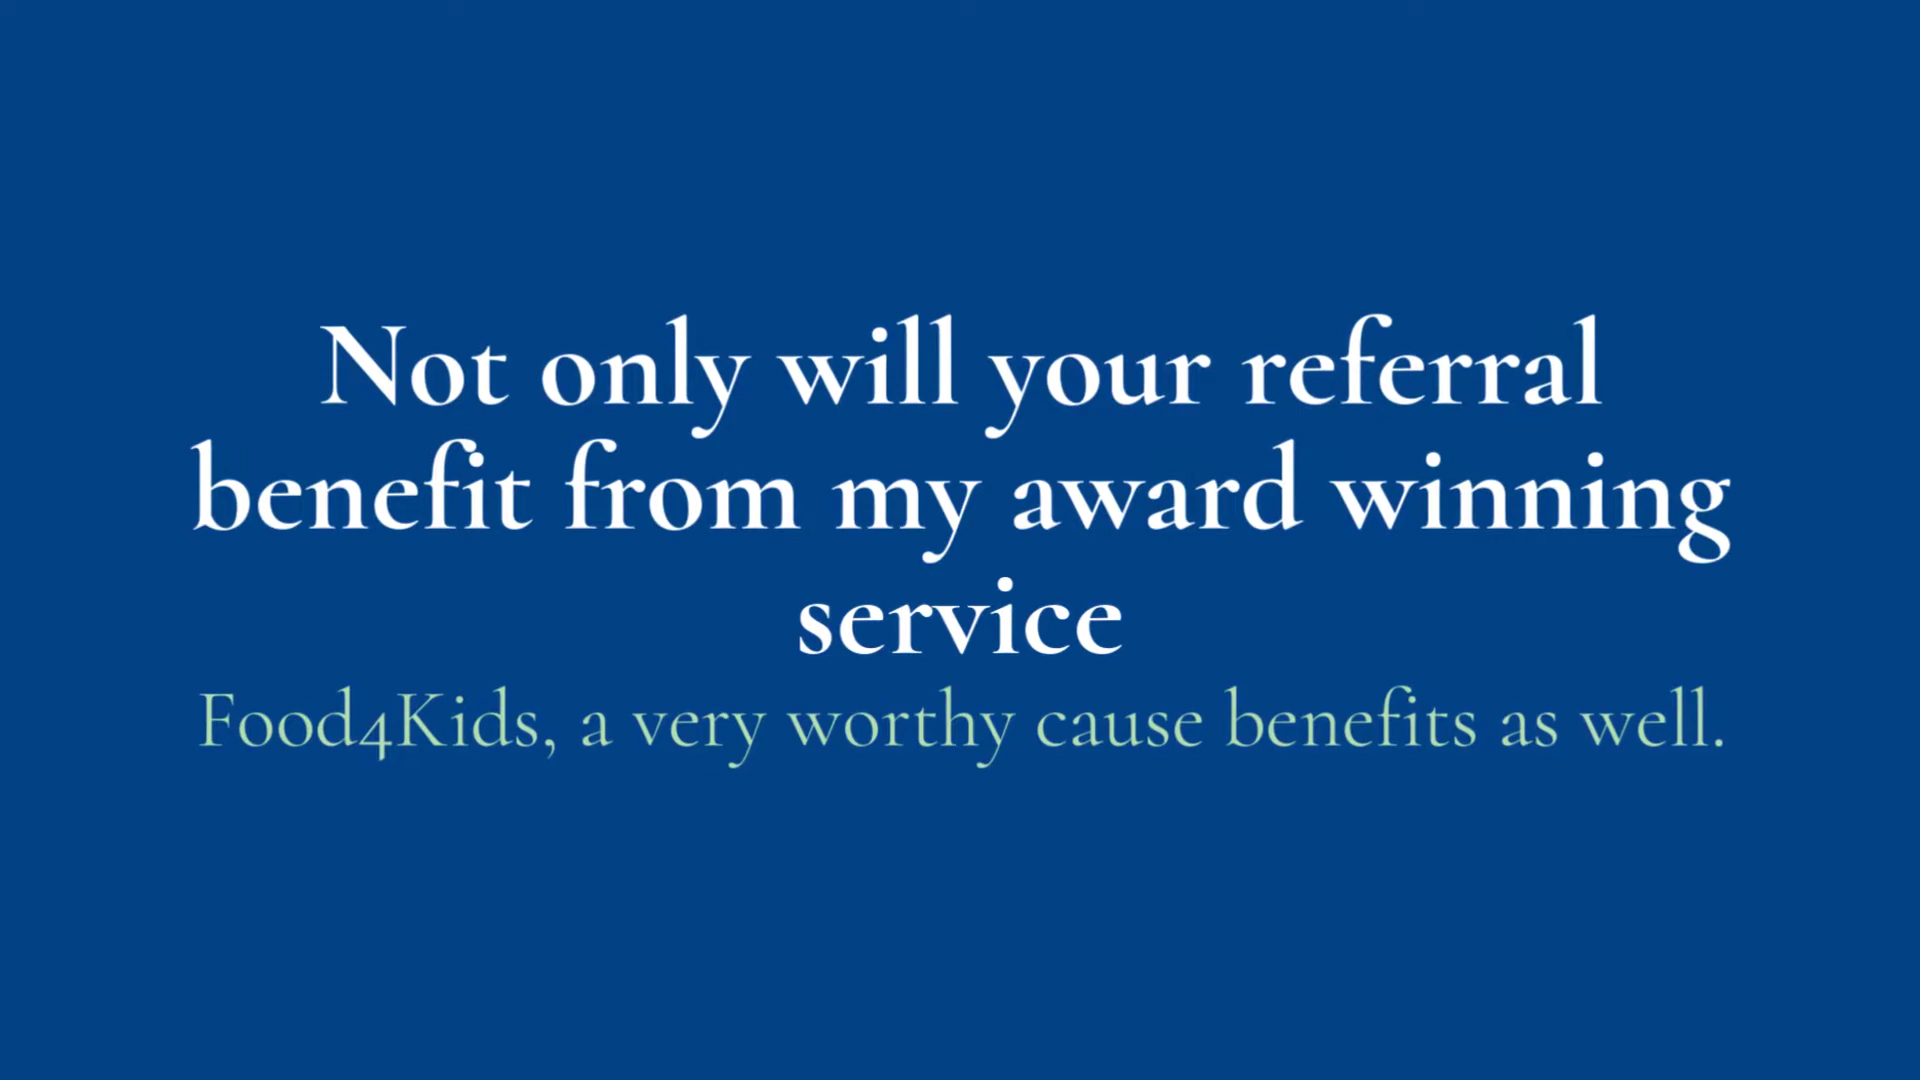 Not only will your referral
benefit from my award winning
service
Food4Kids, a very worthy cause benefits as well.